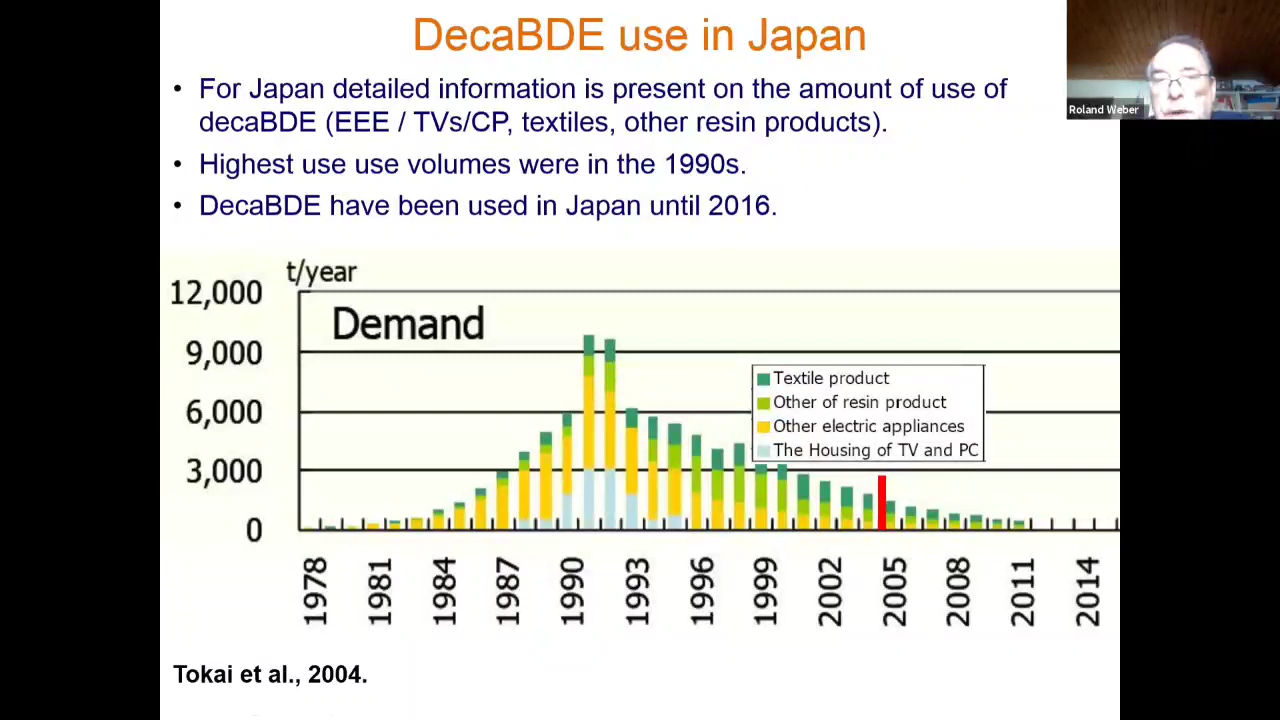 DecaBDE use in Japan
Roland Weber
• For Japan detailed information is present on the amount of use of
decaBDE (EEE / TVs/CP, textiles, other resin products).
• Highest use use volumes were in the 1990s.
• DecaBDE have been used in Japan until 2016.
t/year
12,000
9,000
6,000
3,000
0
Demand
Textile product
Other of resin product
Other electric appliances
The Housing of TV and PC
1978
1981
1984
1987
1990
1993
1996
1999
2002
2005
2008
2011
2014
Tokai et al., 2004.